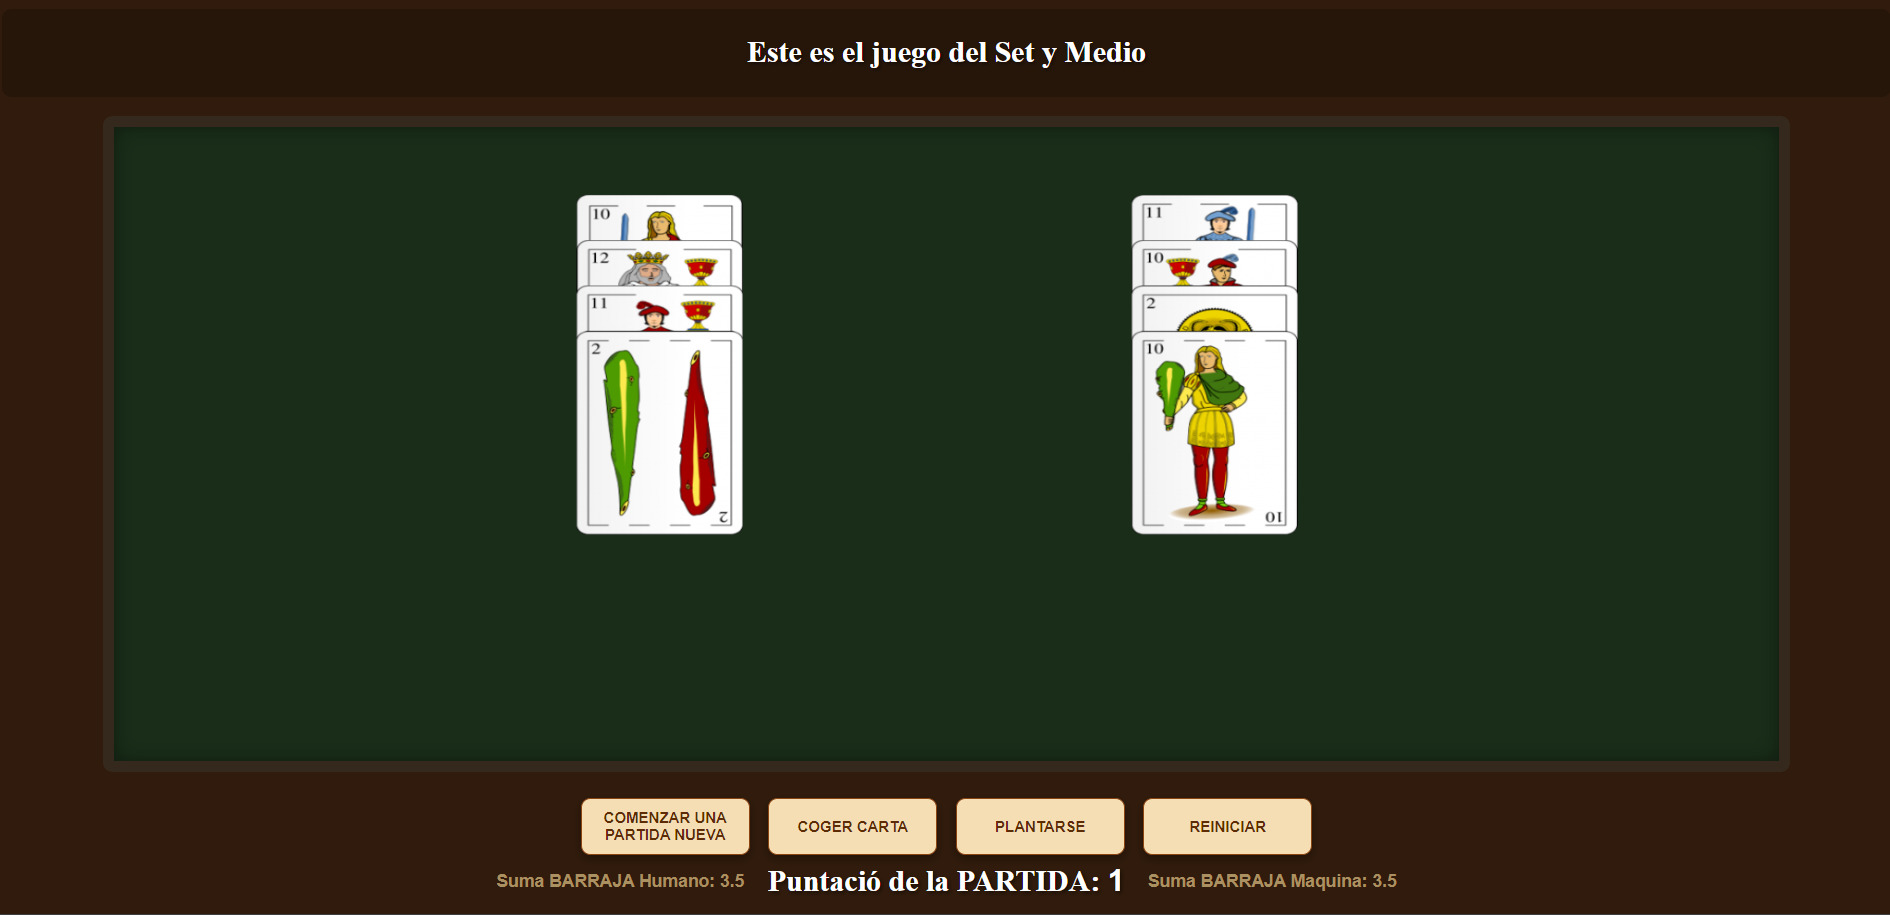 Este es el juego del Set y Medio
10
12
11
2
2
11
10
2
10
10
COMENZAR UNA
PARTIDA NUEVA
COGER CARTA
PLANTARSE
REINICIAR
Suma BARRAJA Humano: 3.5
Puntació de la PARTIDA: 1
Suma BARRAJA Maquina: 3.5